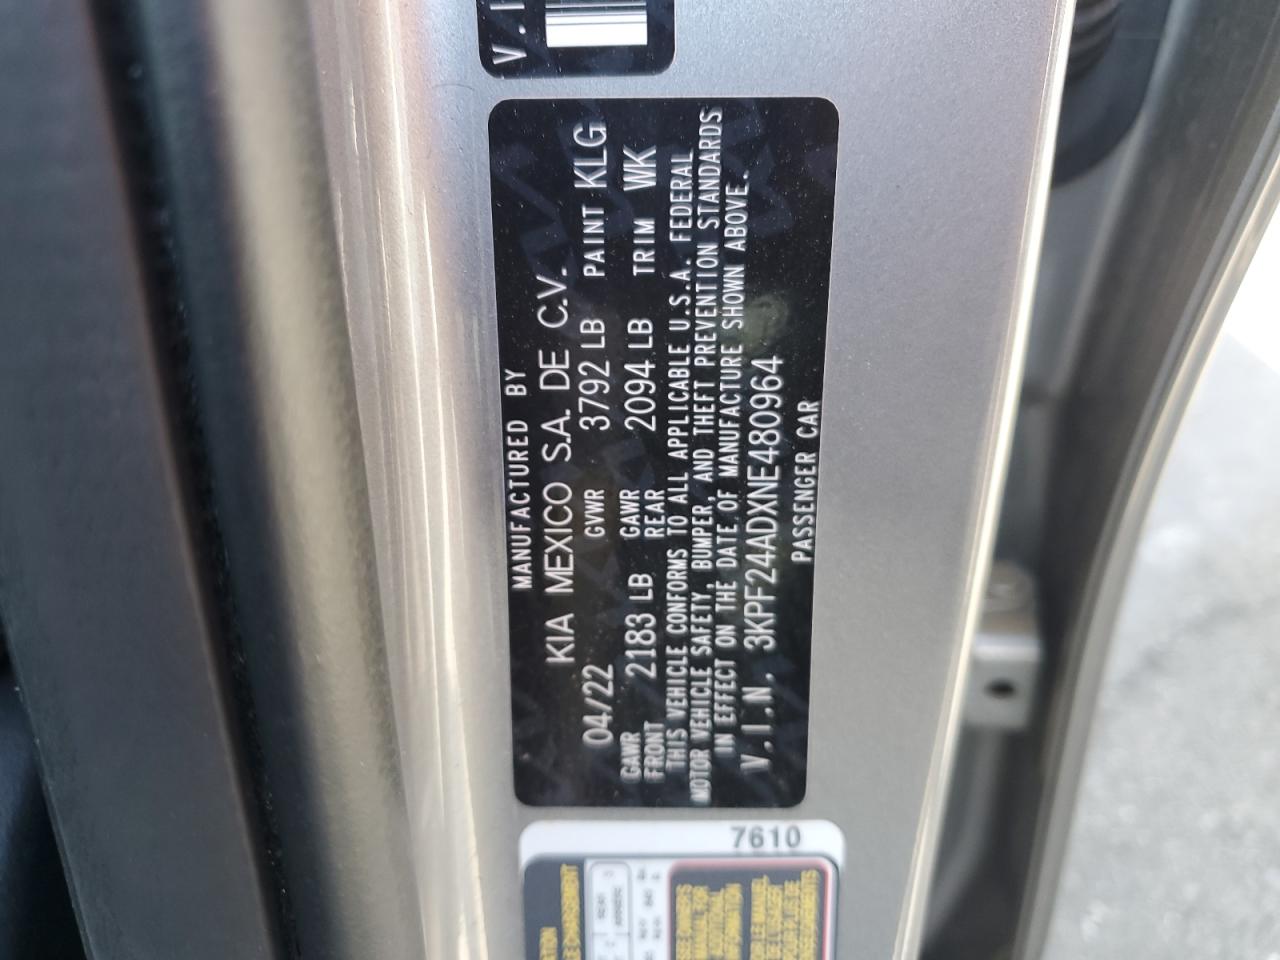 MANUFACTURED BY
KIA MEXICO S.A. DE C.V.
04/22 GVWR 3792 LB PAINT KLG
GAWR FRONT 2183 LB GAWR REAR 2094 LB TRIM WK
THIS VEHICLE CONFORMS TO ALL APPLICABLE U.S.A. FEDERAL
MOTOR VEHICLE SAFETY, BUMPER, AND THEFT PREVENTION STANDARDS
IN EFFECT ON THE DATE OF MANUFACTURE SHOWN ABOVE.
V.I.N. 3KPF24ADXNE480964
PASSENGER CAR
7610